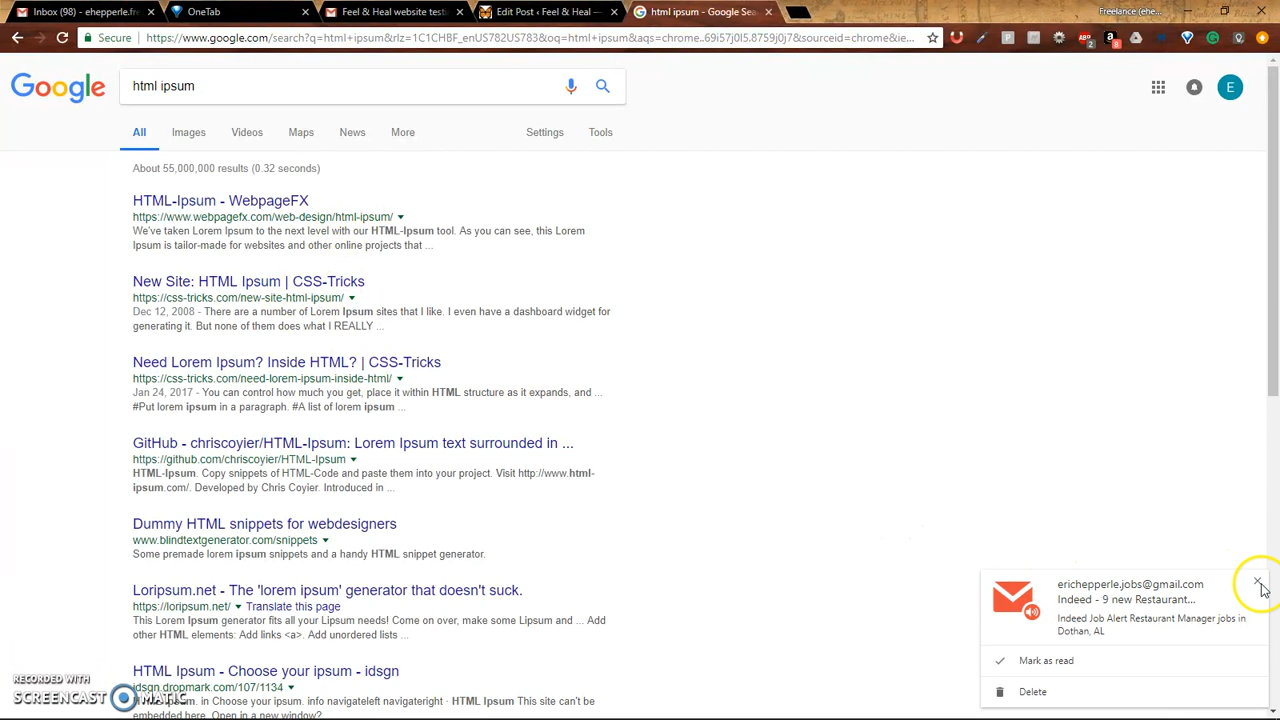 Inbox (98) - ehepperle.fr
OneTab
Feel & Heal website test
Edit Post ‹ Feel & Heal —
html ipsum - Google Sea
Freelance (ehe...
Secure
https://www.google.com/search?q=html+ipsum&rlz=1C1CHBF_enUS782US783&oq=html+ipsum&aqs=chrome..69i57j0l5.8759j0j7&sourceid=chrome&ie...
Google
html ipsum
E
All
Images
Videos
Maps
News
More
Settings
Tools
About 55,000,000 results (0.32 seconds)
HTML-Ipsum - WebpageFX
https://www.webpagefx.com/web-design/html-ipsum/
We've taken Lorem Ipsum to the next level with our HTML-Ipsum tool. As you can see, this Lorem
Ipsum is tailor-made for websites and other online projects that ...
New Site: HTML Ipsum | CSS-Tricks
https://css-tricks.com/new-site-html-ipsum/
Dec 12, 2008 - There are a number of Lorem Ipsum sites that I like. I even have a dashboard widget for
generating it. But none of them does what I REALLY ...
Need Lorem Ipsum? Inside HTML? | CSS-Tricks
https://css-tricks.com/need-lorem-ipsum-inside-html/
Jan 24, 2017 - You can control how much you get, place it within HTML structure as it expands, and ...
#Put lorem ipsum in a paragraph. #A list of lorem ipsum ...
GitHub - chriscoyier/HTML-Ipsum: Lorem Ipsum text surrounded in ...
https://github.com/chriscoyier/HTML-Ipsum
HTML-Ipsum. Copy snippets of HTML-Code and paste them into your project. Visit http://www.html-
ipsum.com/. Developed by Chris Coyier. Introduced in ...
Dummy HTML snippets for webdesigners
www.blindtextgenerator.com/snippets
Some premade lorem ipsum snippets and a handy HTML snippet generator.
Loripsum.net - The 'lorem ipsum' generator that doesn't suck.
https://loripsum.net/ Translate this page
This Lorem Ipsum generator fits all your Lipsum needs! Come on over, make some Lipsum and ... Add
other HTML elements: Add links <a>. Add unordered lists ...
HTML Ipsum - Choose your ipsum - idsgn
idsgn.dropmark.com/107/1134
in Choose your ipsum. info navigateleft navigateright · HTML Ipsum This site can't be
embedded here. Open in a new window?
erichepperle.jobs@gmail.com
Indeed - 9 new Restaurant...
Indeed Job Alert Restaurant Manager jobs in
Dothan, AL
Mark as read
Delete
RECORDED WITH
SCREENCAST MATIC